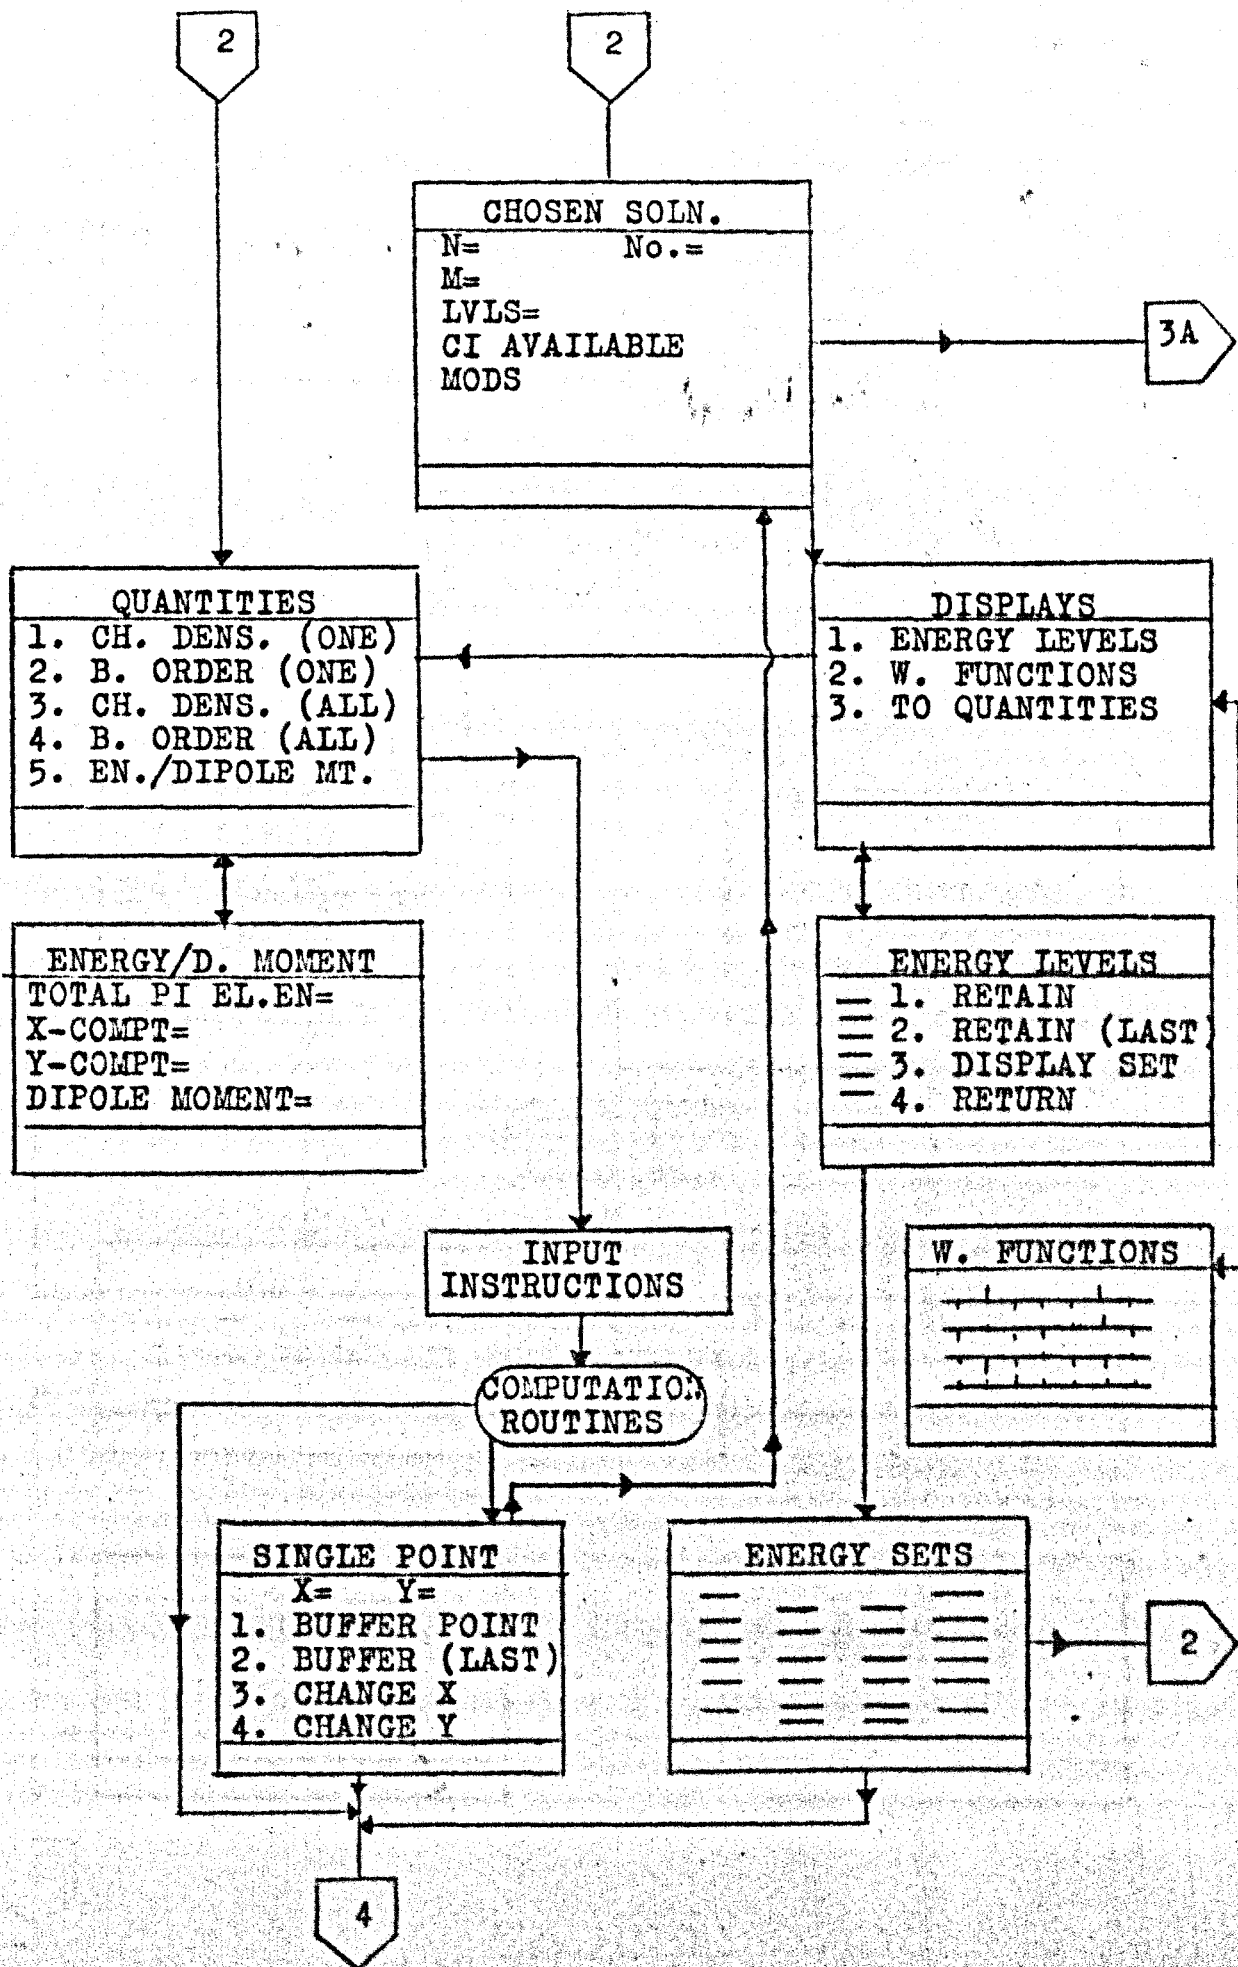 2
2
CHOSEN SOLN.
N= No.=
M=
LVLS=
CI AVAILABLE
MODS
3A
QUANTITIES
1. CH. DENS. (ONE)
2. B. ORDER (ONE)
3. CH. DENS. (ALL)
4. B. ORDER (ALL)
5. EN./DIPOLE MT.
DISPLAYS
1. ENERGY LEVELS
2. W. FUNCTIONS
3. TO QUANTITIES
ENERGY/D. MOMENT
TOTAL PI EL.EN=
X-COMPT=
Y-COMPT=
DIPOLE MOMENT=
ENERGY LEVELS
1. RETAIN
2. RETAIN (LAST)
3. DISPLAY SET
4. RETURN
INPUT
INSTRUCTIONS
W. FUNCTIONS
COMPUTATION
ROUTINES
SINGLE POINT
X= Y=
1. BUFFER POINT
2. BUFFER (LAST)
3. CHANGE X
4. CHANGE Y
ENERGY SETS
2
4